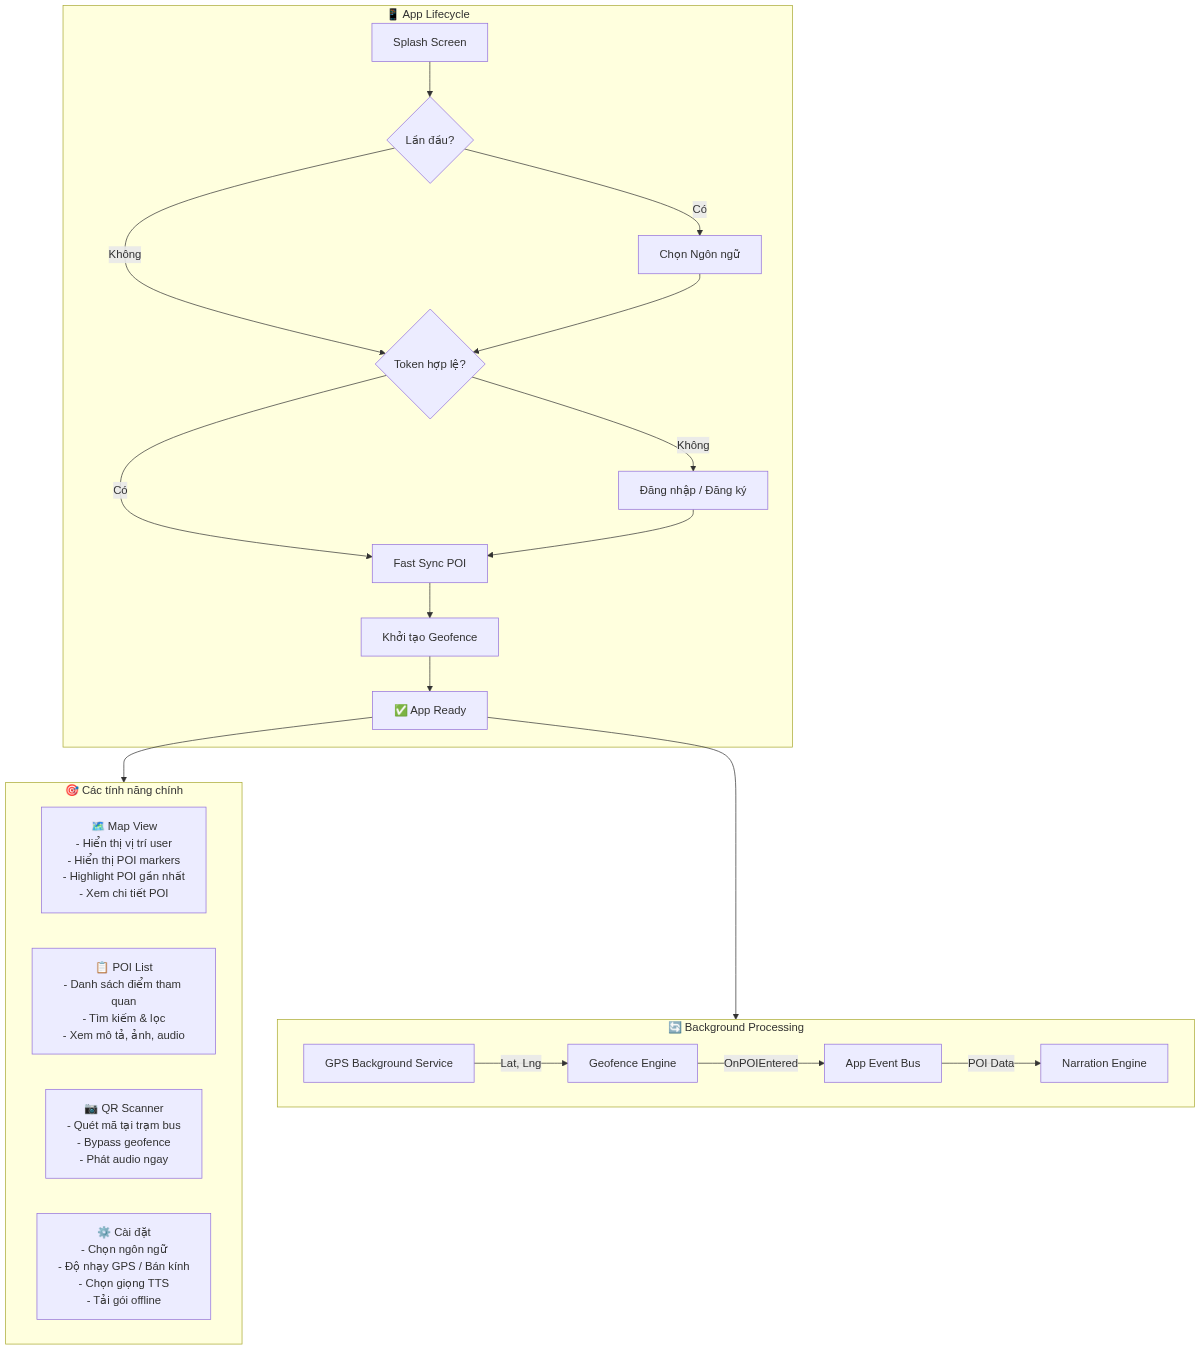 📱 App Lifecycle
Splash Screen
Lần đầu?
Có
Không
Chọn Ngôn ngữ
Token hợp lệ?
Không
Có
Đăng nhập / Đăng ký
Fast Sync POI
Khởi tạo Geofence
✅ App Ready
🎯 Các tính năng chính
🗺️ Map View
- Hiển thị vị trí user
- Hiển thị POI markers
- Highlight POI gần nhất
- Xem chi tiết POI
📋 POI List
- Danh sách điểm tham
quan
- Tìm kiếm & lọc
- Xem mô tả, ảnh, audio
📷 QR Scanner
- Quét mã tại trạm bus
- Bypass geofence
- Phát audio ngay
⚙️ Cài đặt
- Chọn ngôn ngữ
- Độ nhạy GPS / Bán kính
- Chọn giọng TTS
- Tải gói offline
🔄 Background Processing
GPS Background Service
Lat, Lng
Geofence Engine
OnPOIEntered
App Event Bus
POI Data
Narration Engine